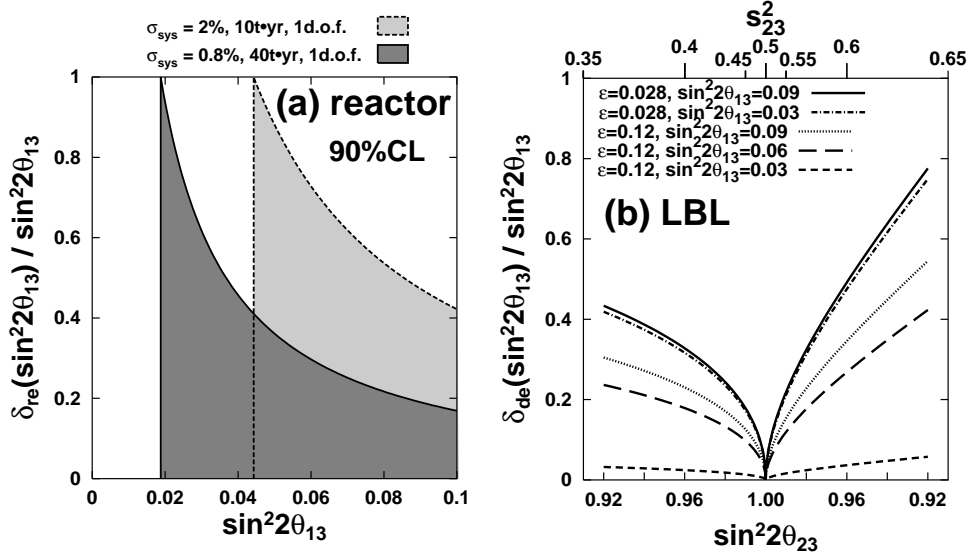 σsys = 2%, 10t•yr, 1d.o.f.
σsys = 0.8%, 40t•yr, 1d.o.f.
(a) reactor
90%CL
δre(sin²2θ13) / sin²2θ13
1
0.8
0.6
0.4
0.2
0
0 0.02 0.04 0.06 0.08 0.1
sin²2θ13
s²23
0.35 0.4 0.45 0.5 0.55 0.6 0.65
ε=0.028, sin²2θ13=0.09
ε=0.028, sin²2θ13=0.03
ε=0.12, sin²2θ13=0.09
ε=0.12, sin²2θ13=0.06
ε=0.12, sin²2θ13=0.03
(b) LBL
δde(sin²2θ13) / sin²2θ13
1
0.8
0.6
0.4
0.2
0
0.92 0.96 1.00 0.96 0.92
sin²2θ23